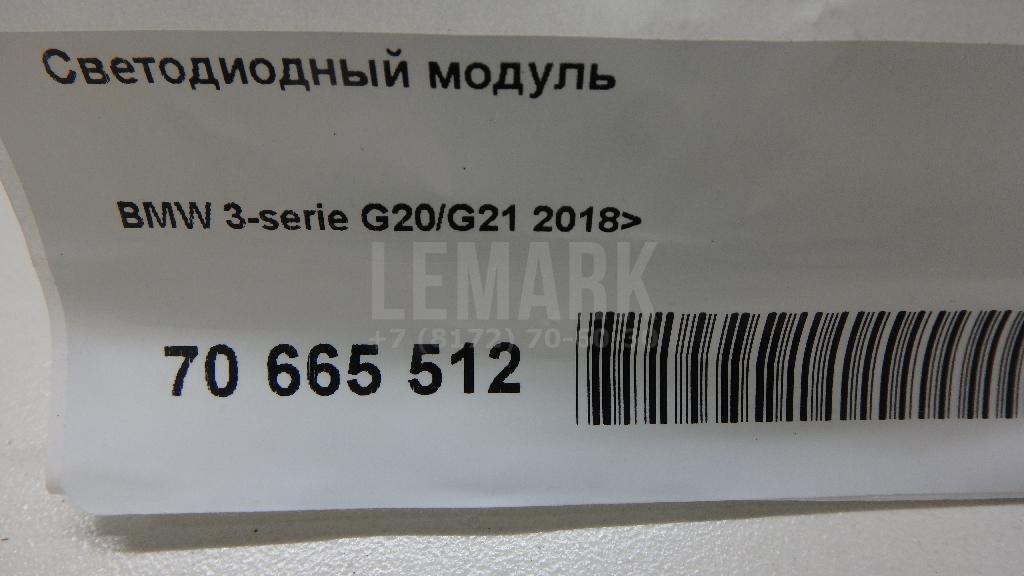 Светодиодный модуль
BMW 3-serie G20/G21 2018>
LEMARK
70 665 512